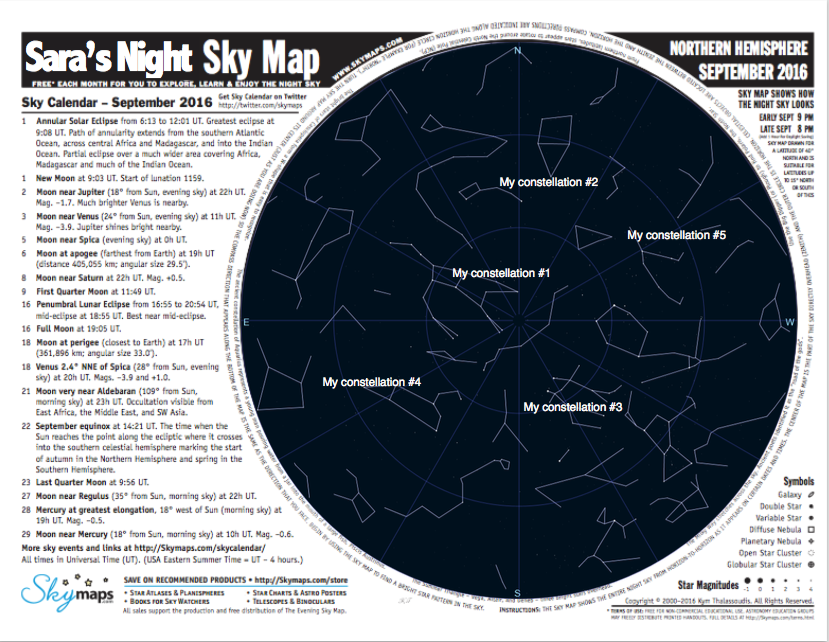 Sara's Night Sky Map
FREE* EACH MONTH FOR YOU TO EXPLORE, LEARN & ENJOY THE NIGHT SKY
WWW.SKYMAPS.COM
NORTHERN HEMISPHERE
SEPTEMBER 2016
SKY MAP SHOWS HOW
THE NIGHT SKY LOOKS
EARLY SEPT 9 PM
LATE SEPT 8 PM
SKY MAP DRAWN FOR
A LATITUDE OF 40°
NORTH AND IS
SUITABLE FOR
LATITUDES UP
TO 15° NORTH
OR SOUTH
OF THIS
Sky Calendar – September 2016
Get Sky Calendar on Twitter
http://twitter.com/skymaps
1 Annular Solar Eclipse from 6:13 to 12:01 UT. Greatest eclipse at
9:08 UT. Path of annularity extends from the southern Atlantic
Ocean, across central Africa and Madagascar, and into the Indian
Ocean. Partial eclipse over a much wider area covering Africa,
Madagascar and much of the Indian Ocean.
1 New Moon at 9:03 UT. Start of lunation 1159.
2 Moon near Jupiter (18° from Sun, evening sky) at 22h UT.
Mag. −1.7. Much brighter Venus is nearby.
3 Moon near Venus (24° from Sun, evening sky) at 11h UT.
Mag. −3.9. Jupiter shines bright nearby.
5 Moon near Spica (evening sky) at 0h UT.
6 Moon at apogee (farthest from Earth) at 19h UT
(distance 405,055 km; angular size 29.5').
8 Moon near Saturn at 22h UT. Mag. +0.5.
9 First Quarter Moon at 11:49 UT.
16 Penumbral Lunar Eclipse from 16:55 to 20:54 UT,
mid-eclipse at 18:55 UT. Best near mid-eclipse.
16 Full Moon at 19:05 UT.
18 Moon at perigee (closest to Earth) at 17h UT
(361,896 km; angular size 33.0').
18 Venus 2.4° NNE of Spica (28° from Sun, evening
sky) at 20h UT. Mags. −3.9 and +1.0.
21 Moon very near Aldebaran (109° from Sun,
morning sky) at 23h UT. Occultation visible from
East Africa, the Middle East, and SW Asia.
22 September equinox at 14:21 UT. The time when the
Sun reaches the point along the ecliptic where it crosses
into the southern celestial hemisphere marking the start
of autumn in the Northern Hemisphere and spring in the
Southern Hemisphere.
23 Last Quarter Moon at 9:56 UT.
27 Moon near Regulus (35° from Sun, morning sky) at 22h UT.
28 Mercury at greatest elongation, 18° west of Sun (morning sky) at
19h UT. Mag. −0.5.
29 Moon near Mercury (18° from Sun, morning sky) at 10h UT. Mag. −0.6.
More sky events and links at http://Skymaps.com/skycalendar/
All times in Universal Time (UT). (USA Eastern Summer Time = UT − 4 hours.)
N
My constellation #2
My constellation #5
My constellation #1
E
W
My constellation #4
My constellation #3
S
Symbols
Galaxy
Double Star
Variable Star
Diffuse Nebula
Planetary Nebula
Open Star Cluster
Globular Star Cluster
Star Magnitudes
-1 0 1 2 3 4
Skymaps.com
SAVE ON RECOMMENDED PRODUCTS • http://Skymaps.com/store
• STAR ATLASES & PLANISPHERES • STAR CHARTS & ASTRO POSTERS
• BOOKS FOR SKY WATCHERS • TELESCOPES & BINOCULARS
All sales support the production and free distribution of The Evening Sky Map.
Copyright © 2000–2016 Kym Thalassoudis. All Rights Reserved.
* TERMS OF USE: FREE FOR NON-COMMERCIAL EDUCATIONAL USE. ASTRONOMY EDUCATION GROUPS
MAY FREELY DISTRIBUTE PRINTED HANDOUTS. FULL DETAILS AT http://Skymaps.com/terms.html